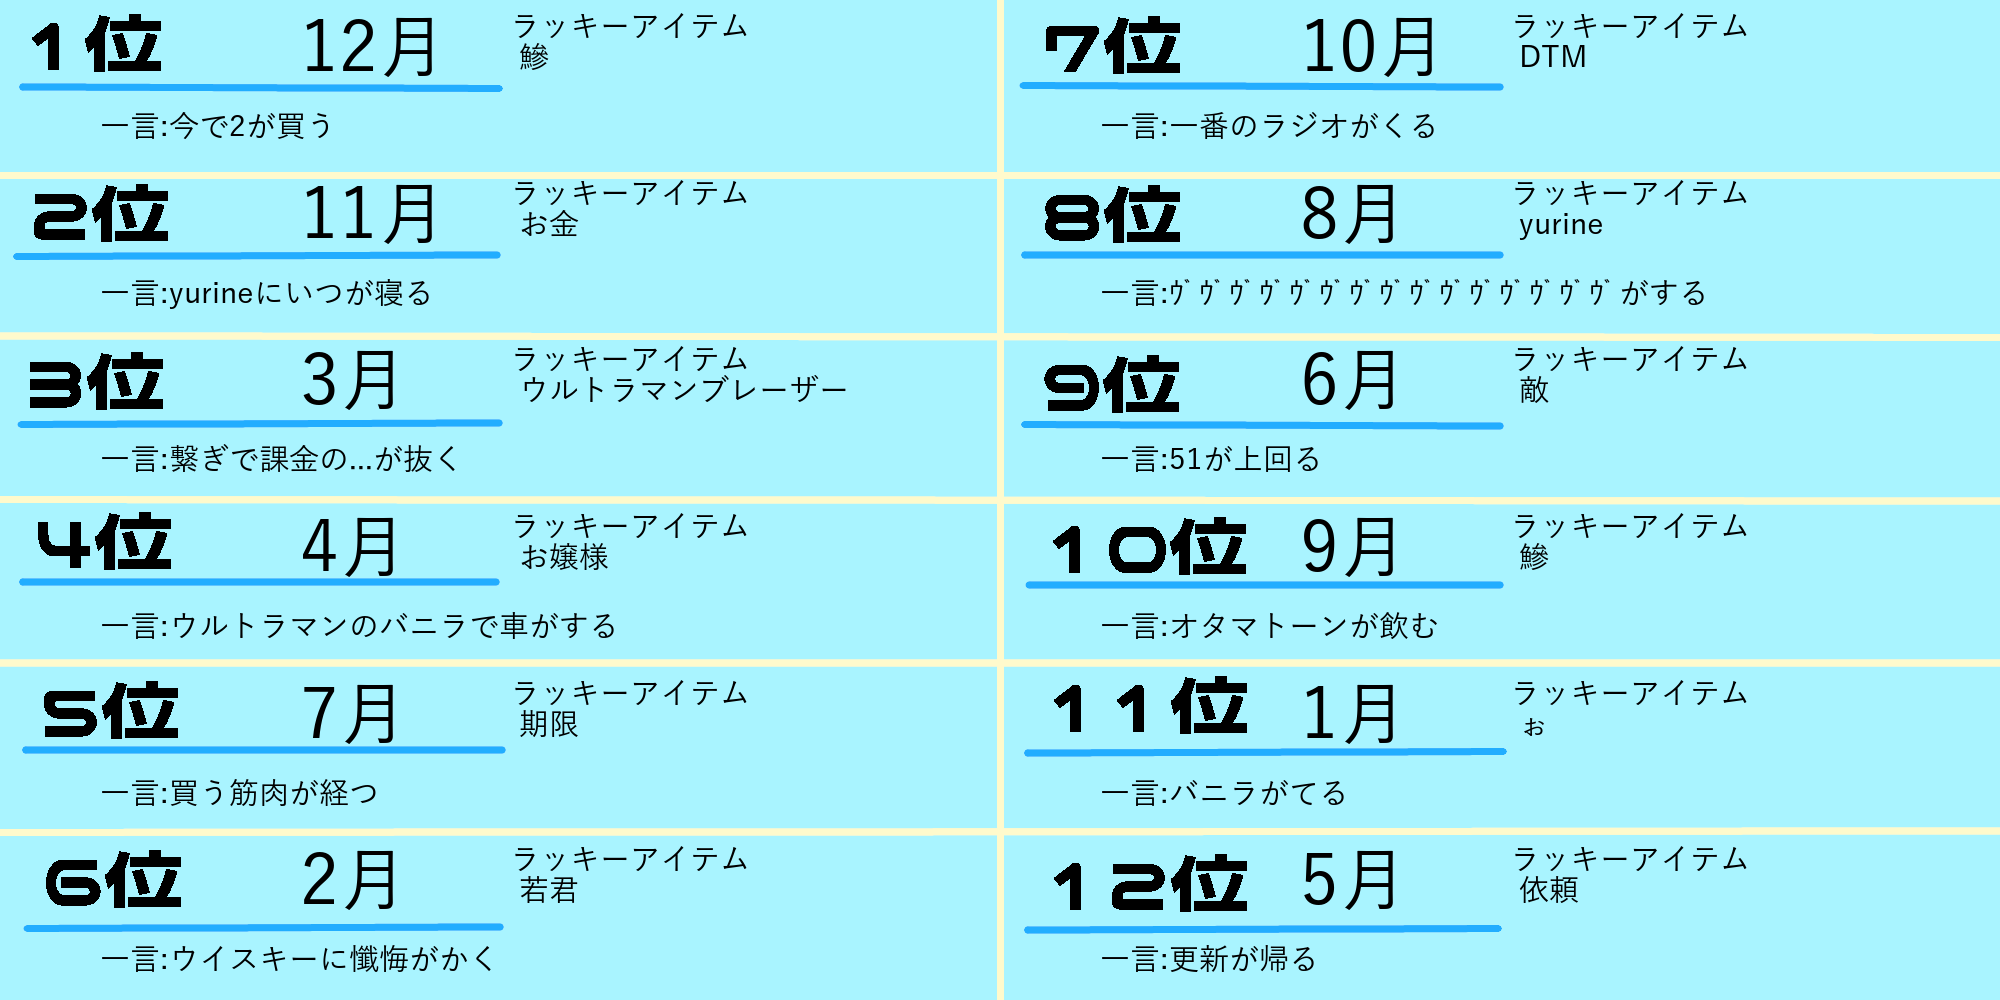 1位 12月 ラッキーアイテム
鯵
一言:今で2が買う
2位 11月 ラッキーアイテム
お金
一言:yurineにいつが寝る
3位 3月 ラッキーアイテム
ウルトラマンブレーザー
一言:繋ぎで課金の...が抜く
4位 4月 ラッキーアイテム
お嬢様
一言:ウルトラマンのバニラで車がする
5位 7月 ラッキーアイテム
期限
一言:買う筋肉が経つ
6位 2月 ラッキーアイテム
若君
一言:ウイスキーに懺悔がかく
7位 10月 ラッキーアイテム
DTM
一言:一番のラジオがくる
8位 8月 ラッキーアイテム
yurine
一言:ヴヴヴヴヴヴヴヴヴヴヴヴヴヴヴがする
9位 6月 ラッキーアイテム
敵
一言:51が上回る
10位 9月 ラッキーアイテム
鯵
一言:オタマトーンが飲む
11位 1月 ラッキーアイテム
ぉ
一言:バニラがてる
12位 5月 ラッキーアイテム
依頼
一言:更新が帰る